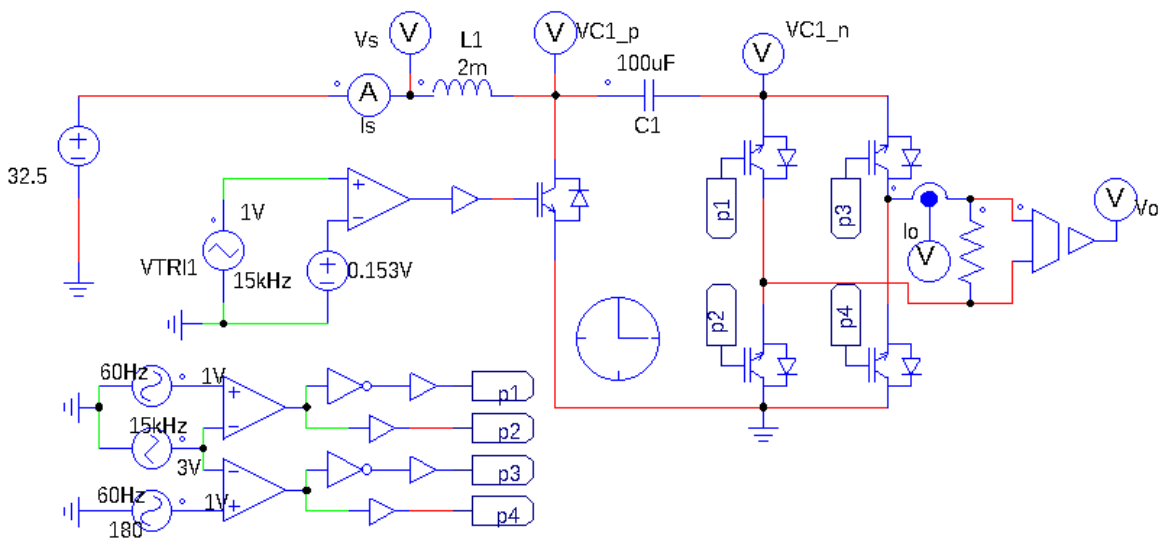 Vs
L1
2m
VC1_p
100uF
C1
VC1_n
A
V
V
V
Is
32.5
1V
VTRI1
15kHz
0.153V
p1
p3
p2
p4
Io
V
V
Vo
60Hz
1V
15kHz
3V
60Hz
1V
180
p1
p2
p3
p4